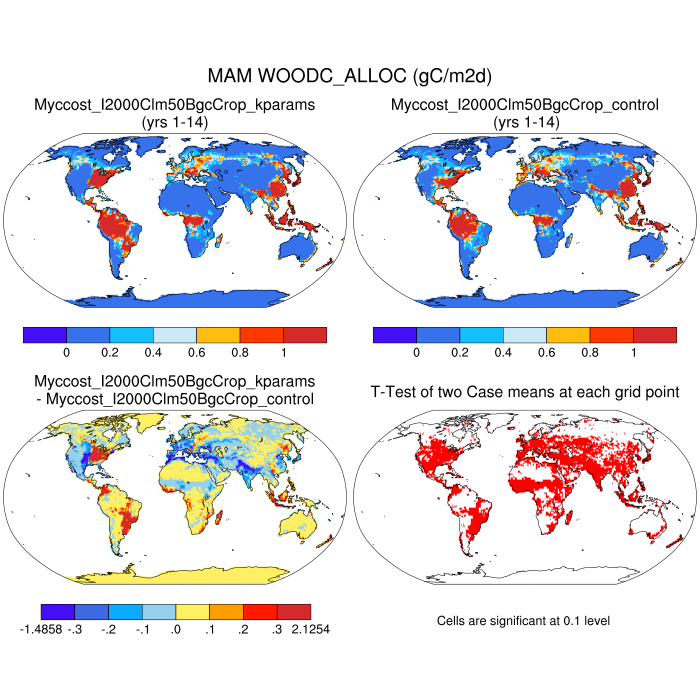 MAM WOODC_ALLOC (gC/m2d)
Myccost_I2000Clm50BgcCrop_kparams
(yrs 1-14)
Myccost_I2000Clm50BgcCrop_control
(yrs 1-14)
0 0.2 0.4 0.6 0.8 1
0 0.2 0.4 0.6 0.8 1
Myccost_I2000Clm50BgcCrop_kparams
- Myccost_I2000Clm50BgcCrop_control
T-Test of two Case means at each grid point
-1.4858 -.3 -.2 -.1 .0 .1 .2 .3 2.1254
Cells are significant at 0.1 level